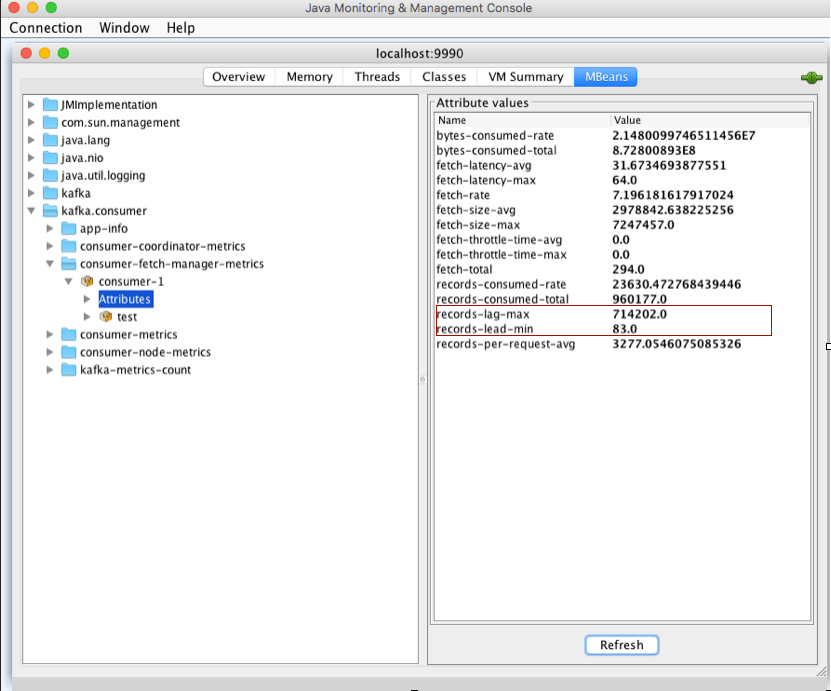 Java Monitoring & Management Console
Connection Window Help
localhost:9990
Overview Memory Threads Classes VM Summary MBeans
JMImplementation
com.sun.management
java.lang
java.nio
java.util.logging
kafka
kafka.consumer
app-info
consumer-coordinator-metrics
consumer-fetch-manager-metrics
consumer-1
Attributes
test
consumer-metrics
consumer-node-metrics
kafka-metrics-count
Attribute values
Name Value
bytes-consumed-rate 2.1480099746511456E7
bytes-consumed-total 8.72800893E8
fetch-latency-avg 31.6734693877551
fetch-latency-max 64.0
fetch-rate 7.196181617917024
fetch-size-avg 2978842.638225256
fetch-size-max 7247457.0
fetch-throttle-time-avg 0.0
fetch-throttle-time-max 0.0
fetch-total 294.0
records-consumed-rate 23630.472768439446
records-consumed-total 960177.0
records-lag-max 714202.0
records-lead-min 83.0
records-per-request-avg 3277.0546075085326
Refresh